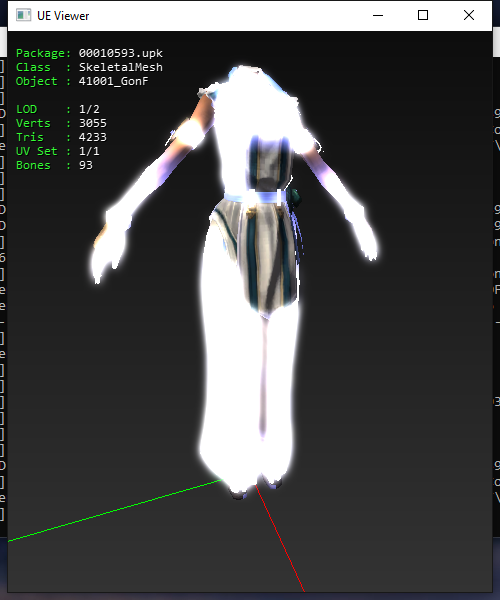 UE Viewer
Package: 00010593.upk
Class : SkeletalMesh
Object : 41001_GonF
LOD : 1/2
Verts : 3055
Tris : 4233
UV Set : 1/1
Bones : 93